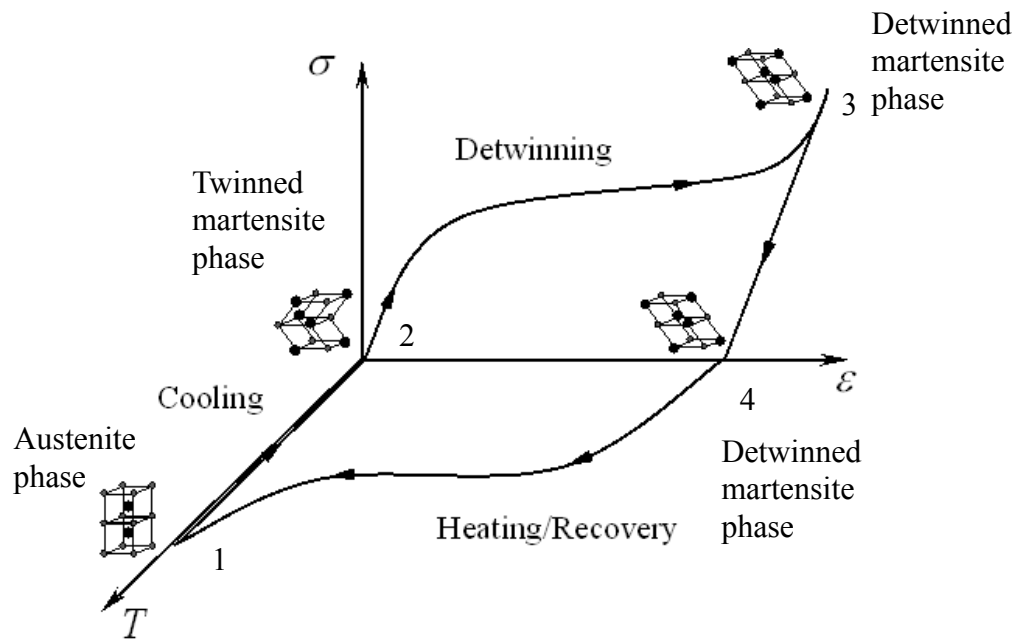 σ
Detwinned
martensite
phase
3
Detwinning
Twinned
martensite
phase
2
ε
4
Cooling
Austenite
phase
Detwinned
martensite
phase
Heating/Recovery
1
T